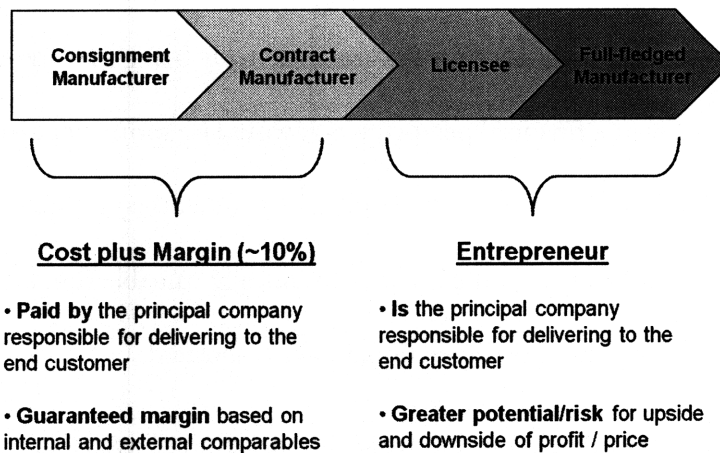 Consignment
Manufacturer
Contract
Manufacturer
Licensee
Full-fledged
Manufacturer
Cost plus Margin (~10%)
• Paid by the principal company
responsible for delivering to the
end customer
• Guaranteed margin based on
internal and external comparables
Entrepreneur
• Is the principal company
responsible for delivering to the
end customer
• Greater potential/risk for upside
and downside of profit / price